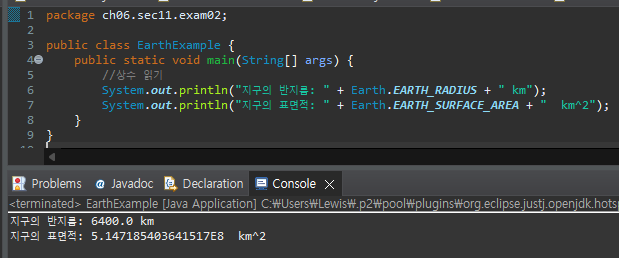 1 package ch06.sec11.exam02;
2
3 public class EarthExample {
4 public static void main(String[] args) {
5 //상수 읽기
6 System.out.println("지구의 반지름: " + Earth.EARTH_RADIUS + " km");
7 System.out.println("지구의 표면적: " + Earth.EARTH_SURFACE_AREA + "  km^2");
8 }
9 }
Problems @ Javadoc Declaration Console
<terminated> EarthExample [Java Application] C:₩Users₩Lewis₩.p2₩pool₩plugins₩org.eclipse.justj.openjdk.hotsp
지구의 반지름: 6400.0 km
지구의 표면적: 5.147185403641517E8  km^2